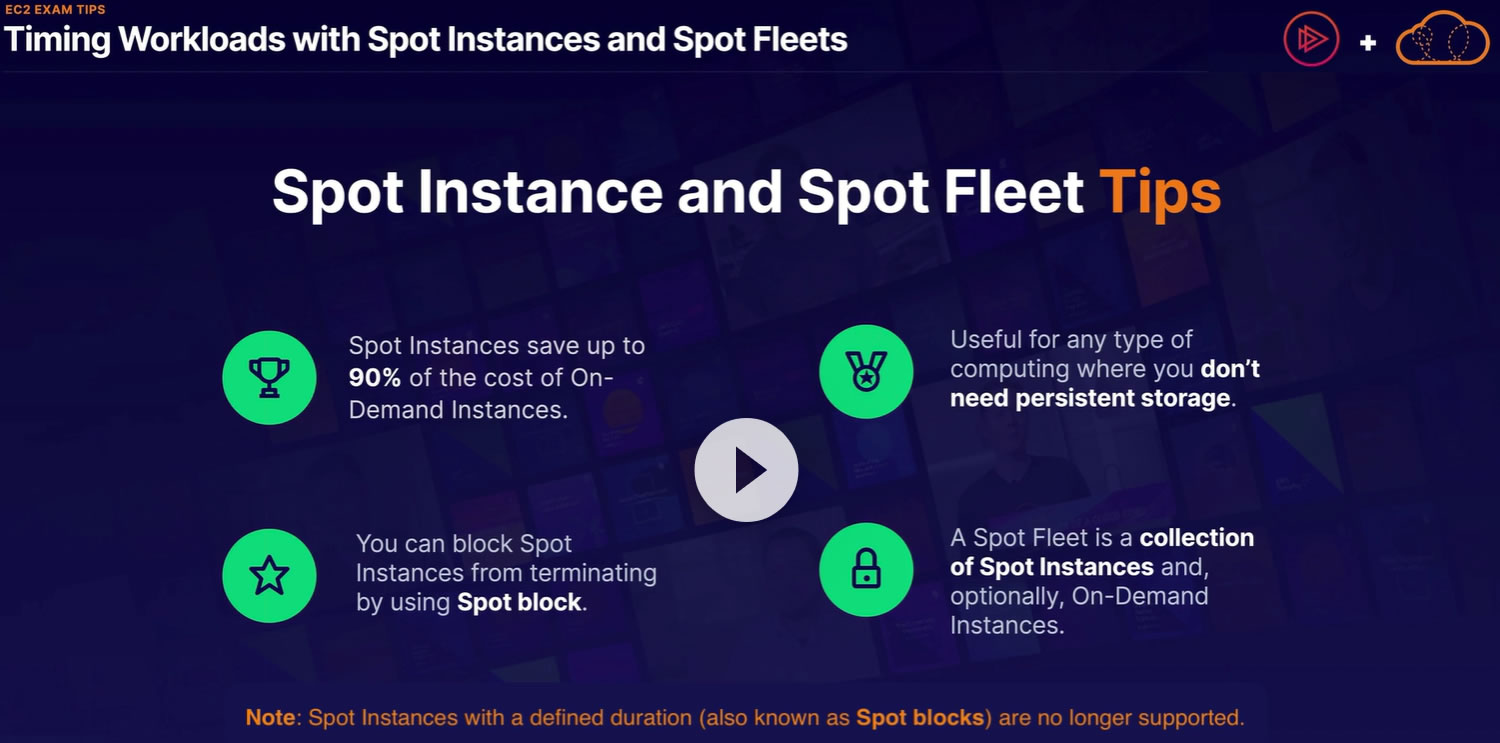 EC2 EXAM TIPS
Timing Workloads with Spot Instances and Spot Fleets
+
Spot Instance and Spot Fleet Tips
Spot Instances save up to
90% of the cost of On-
Demand Instances.
Useful for any type of
computing where you don’t
need persistent storage.
You can block Spot
Instances from terminating
by using Spot block.
A Spot Fleet is a collection
of Spot Instances and,
optionally, On-Demand
Instances.
Note: Spot Instances with a defined duration (also known as Spot blocks) are no longer supported.